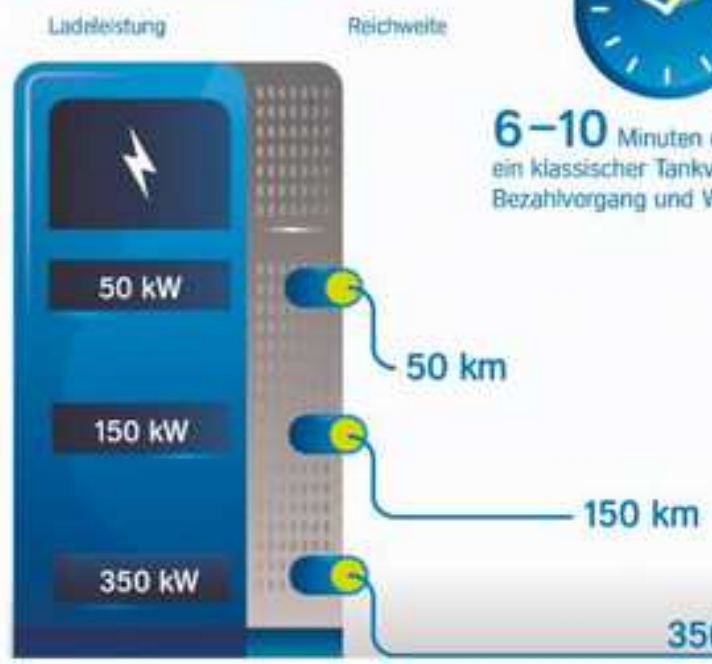 Ladeleistung
Reichweite
6–10 Minuten
ein klassischer
Bezahlvorgang und
50 kW
50 km
150 kW
150 km
350 kW